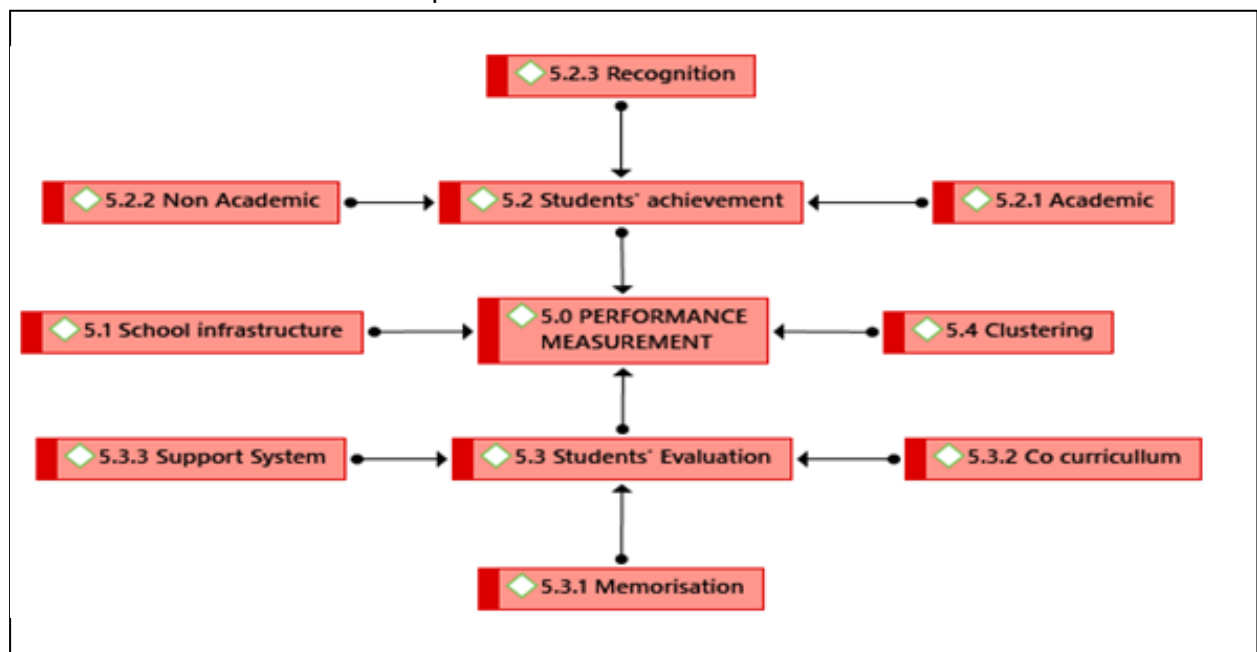 5.2.3 Recognition
5.2.2 Non Academic
5.2 Students' achievement
5.2.1 Academic
5.1 School infrastructure
5.0 PERFORMANCE
MEASUREMENT
5.4 Clustering
5.3.3 Support System
5.3 Students' Evaluation
5.3.2 Co curricullum
5.3.1 Memorisation